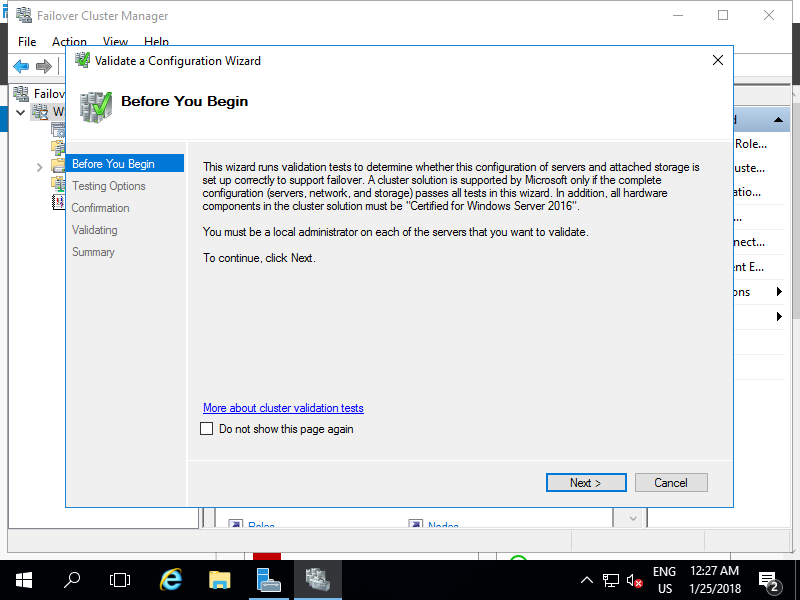 Failover Cluster Manager
File Action View Help
Validate a Configuration Wizard
Before You Begin
Failov
W
Before You Begin
Testing Options
Confirmation
Validating
Summary
This wizard runs validation tests to determine whether this configuration of servers and attached storage is
set up correctly to support failover. A cluster solution is supported by Microsoft only if the complete
configuration (servers, network, and storage) passes all tests in this wizard. In addition, all hardware
components in the cluster solution must be "Certified for Windows Server 2016".
You must be a local administrator on each of the servers that you want to validate.
To continue, click Next.
More about cluster validation tests
Do not show this page again
Next >
Cancel
d
Role...
uste...
atio...
...
nect...
nt E...
ons
Roles
Nodes
ENG
US
12:27 AM
1/25/2018
2